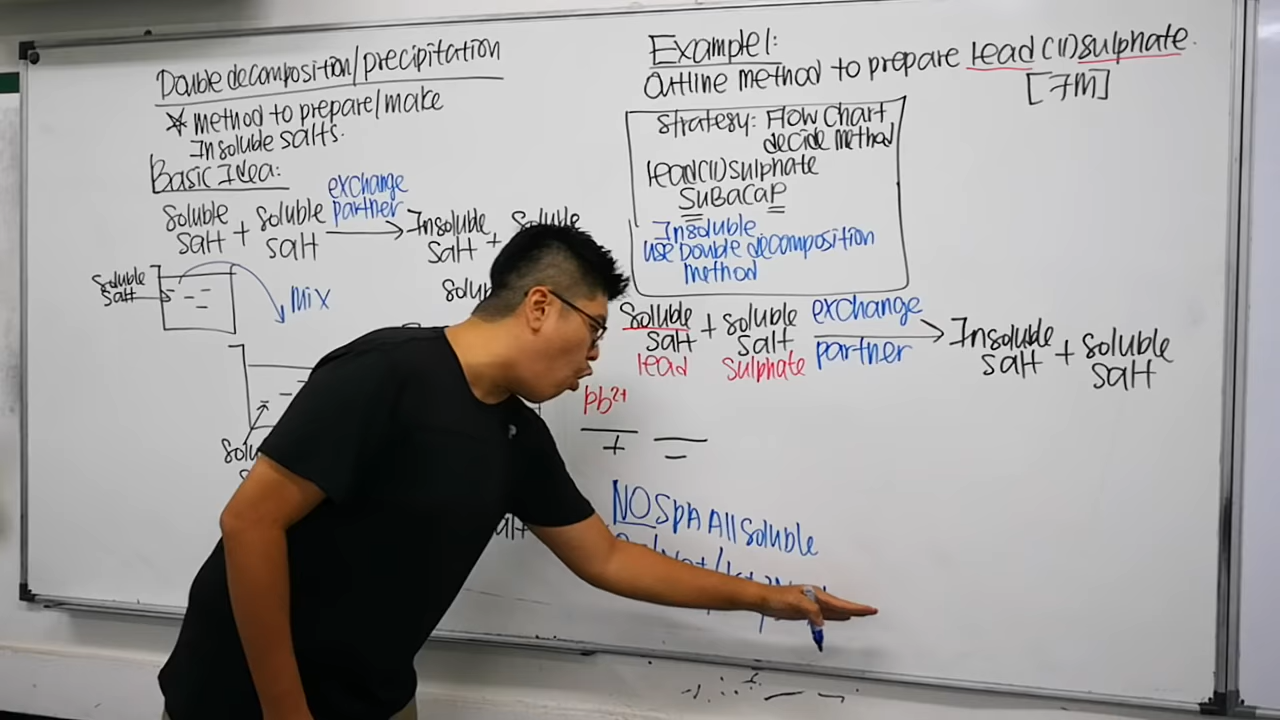 Double decomposition/precipitation
* method to prepare/make
Insoluble salts.
Basic Idea:
Soluble salt + Soluble salt
exchange
partner
Insoluble salt + Soluble
Soluble
salt
Mix
Example 1:
Outline method to prepare lead (II) sulphate.
[7m]
Strategy: Flow Chart
decide method
lead(II) sulphate
SuBaCaP
Insoluble
use Double decomposition
method
Soluble salt + soluble salt
exchange
partner
Insoluble salt + soluble salt
lead
sulphate
Pb²⁺
+ −
NO SPA All Soluble